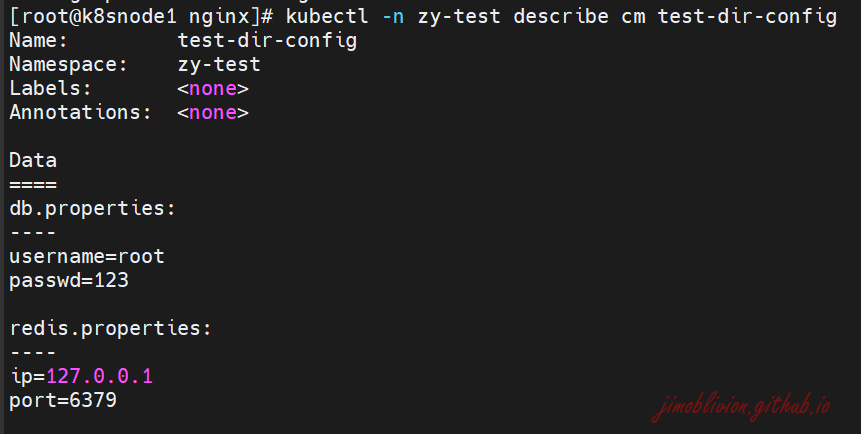 [root@k8snode1 nginx]# kubectl -n zy-test describe cm test-dir-config
Name:         test-dir-config
Namespace:    zy-test
Labels:       <none>
Annotations:  <none>

Data
====
db.properties:
----
username=root
passwd=123

redis.properties:
----
ip=127.0.0.1
port=6379
jimoblivion.github.io